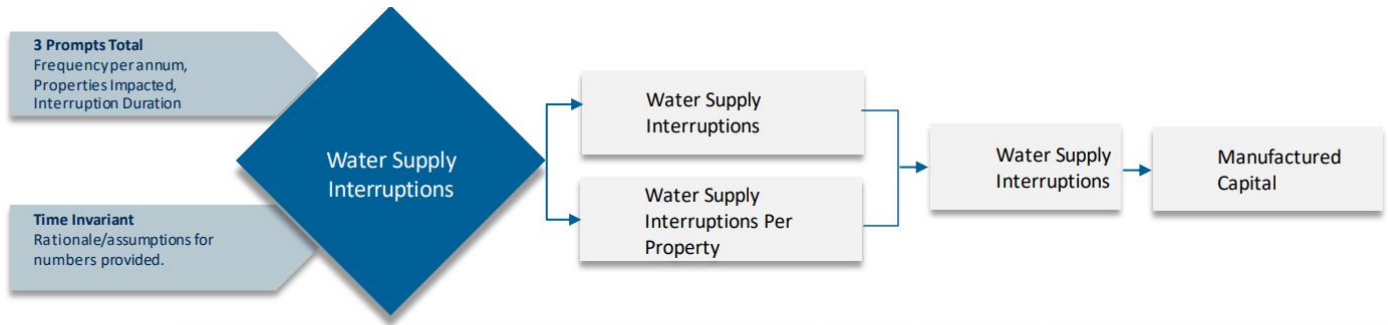 3 Prompts Total
Frequency per annum,
Properties Impacted,
Interruption Duration
Time Invariant
Rationale/assumptions for
numbers provided.
Water Supply
Interruptions
Water Supply
Interruptions
Water Supply
Interruptions Per
Property
Water Supply
Interruptions
Manufactured
Capital